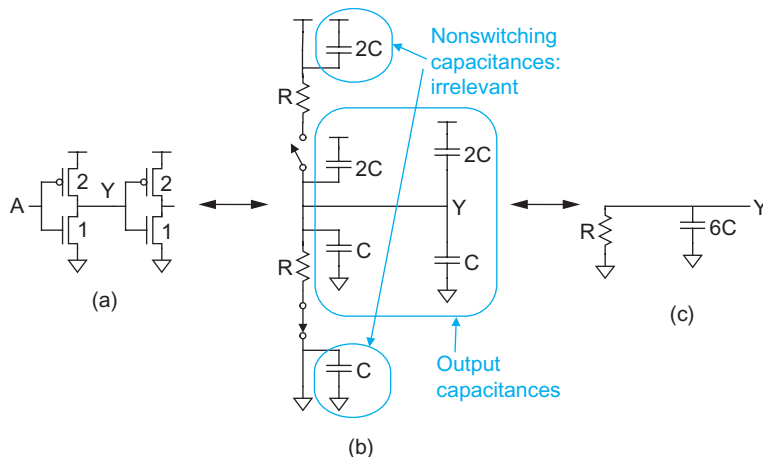 Nonswitching
capacitances:
irrelevant
2C
R
2C
2C
A
2
1
Y
2
1
(a)
Y
C
R
C
C
Output
capacitances
(b)
R
6C
Y
(c)